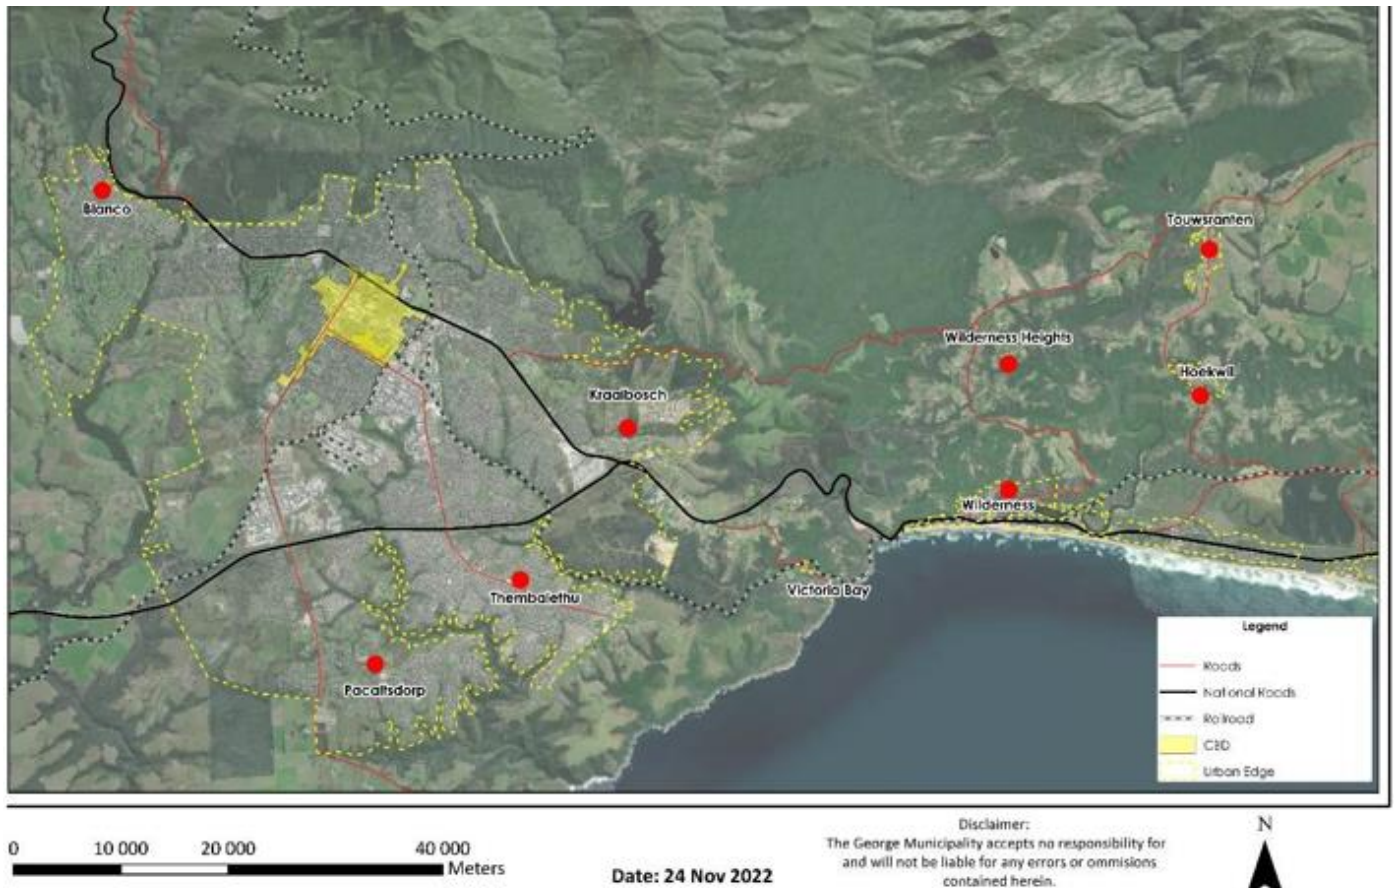 Blanco
Touwsranten
Wilderness Heights
Hoekwil
Kraaibosch
Wilderness
Victoria Bay
Thembalethu
Pacaltsdorp
Legend
Roads
National Roads
Railroad
CBD
Urban Edge
0 10 000 20 000 40 000
Meters
Date: 24 Nov 2022
Disclaimer:
The George Municipality accepts no responsibility for
and will not be liable for any errors or ommisions
contained herein.
N